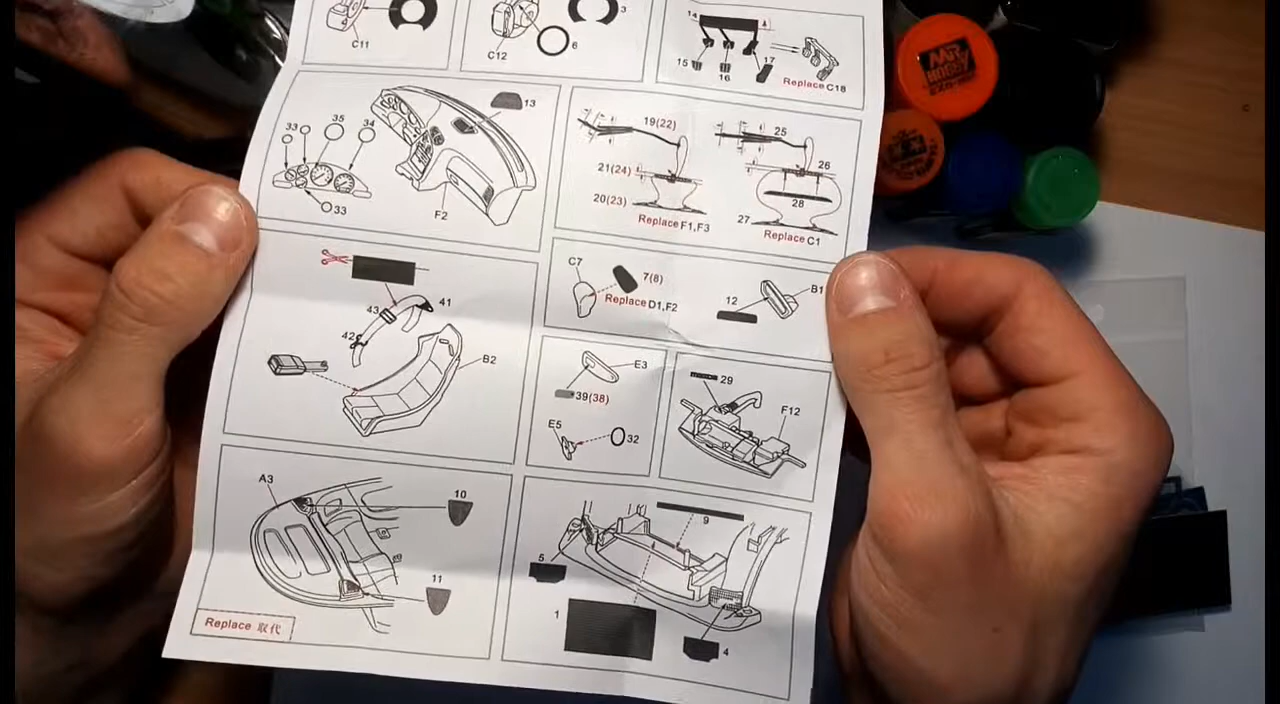 C11
C12
6
3
14
15
16
17
Replace C18
13
33
35
34
33
F2
19(22)
21(24)
20(23)
Replace F1,F3
25
26
28
27
Replace C1
43
41
42
B2
C7
7(8)
Replace D1,F2
12
B1
E3
39(38)
E5
32
29
F12
A3
10
11
Replace 取代
9
5
1
4
MR
HOBBY